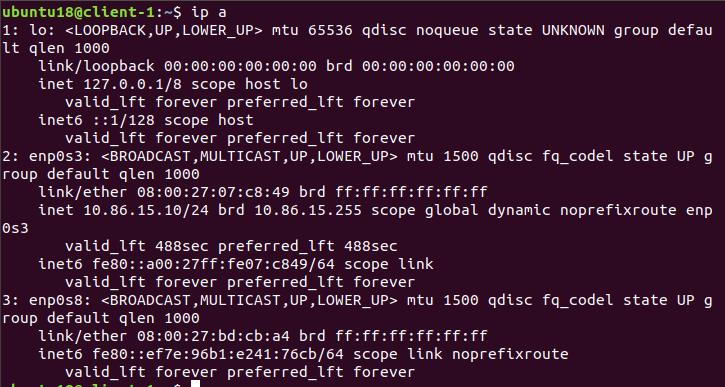 ubuntu18@client-1:~$ ip a
1: lo: <LOOPBACK,UP,LOWER_UP> mtu 65536 qdisc noqueue state UNKNOWN group defau
lt qlen 1000
    link/loopback 00:00:00:00:00:00 brd 00:00:00:00:00:00
    inet 127.0.0.1/8 scope host lo
       valid_lft forever preferred_lft forever
    inet6 ::1/128 scope host
       valid_lft forever preferred_lft forever
2: enp0s3: <BROADCAST,MULTICAST,UP,LOWER_UP> mtu 1500 qdisc fq_codel state UP g
roup default qlen 1000
    link/ether 08:00:27:07:c8:49 brd ff:ff:ff:ff:ff:ff
    inet 10.86.15.10/24 brd 10.86.15.255 scope global dynamic noprefixroute enp
0s3
       valid_lft 488sec preferred_lft 488sec
    inet6 fe80::a00:27ff:fe07:c849/64 scope link
       valid_lft forever preferred_lft forever
3: enp0s8: <BROADCAST,MULTICAST,UP,LOWER_UP> mtu 1500 qdisc fq_codel state UP g
roup default qlen 1000
    link/ether 08:00:27:bd:cb:a4 brd ff:ff:ff:ff:ff:ff
    inet6 fe80::ef7e:96b1:e241:76cb/64 scope link noprefixroute
       valid_lft forever preferred_lft forever